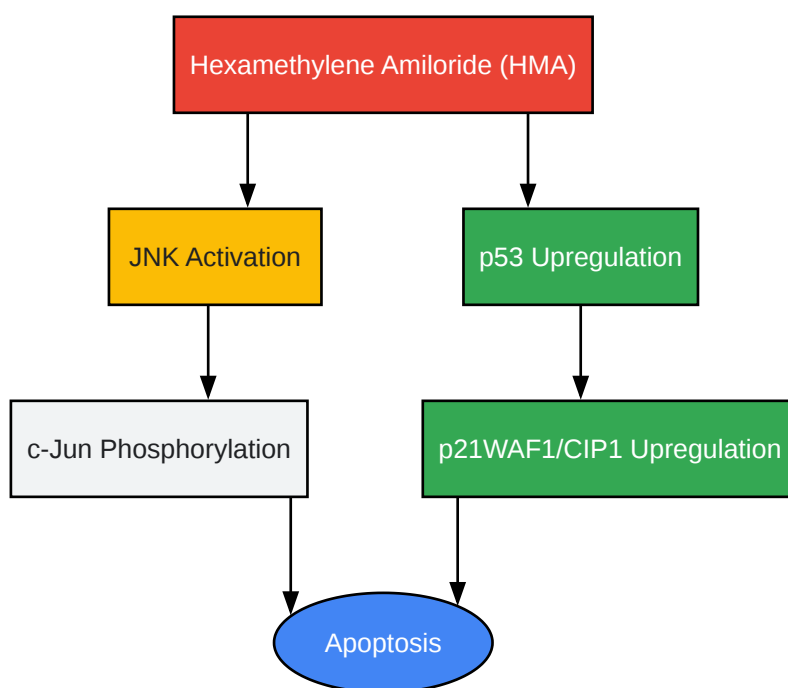 Hexamethylene Amiloride (HMA)
JNK Activation
p53 Upregulation
c-Jun Phosphorylation
p21WAF1/CIP1 Upregulation
Apoptosis